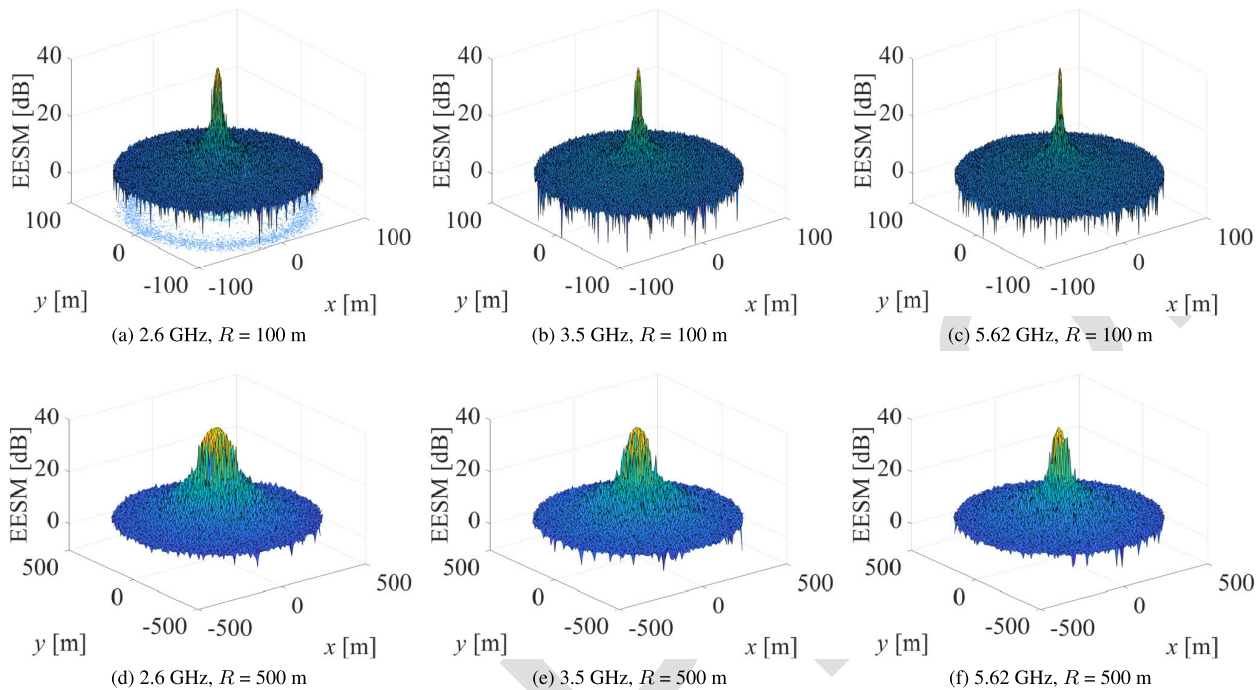 40
20
0
EESM [dB]
100
0
-100
y [m]
-100
0
100
x [m]
(a) 2.6 GHz, R = 100 m
40
20
0
EESM [dB]
100
0
-100
y [m]
-100
0
100
x [m]
(b) 3.5 GHz, R = 100 m
40
20
0
EESM [dB]
100
0
-100
y [m]
-100
0
100
x [m]
(c) 5.62 GHz, R = 100 m
40
20
0
EESM [dB]
500
0
-500
y [m]
-500
0
500
x [m]
(d) 2.6 GHz, R = 500 m
40
20
0
EESM [dB]
500
0
-500
y [m]
-500
0
500
x [m]
(e) 3.5 GHz, R = 500 m
40
20
0
EESM [dB]
500
0
-500
y [m]
-500
0
500
x [m]
(f) 5.62 GHz, R = 500 m